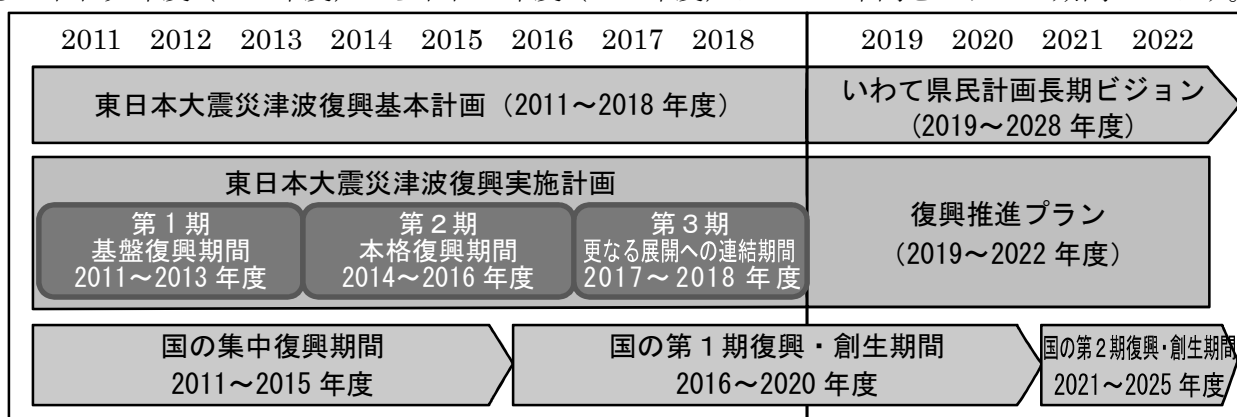 2011 2012 2013 2014 2015 2016 2017 2018 2019 2020 2021 2022
東日本大震災津波復興基本計画（2011～2018 年度）
いわて県民計画長期ビジョン
（2019～2028 年度）
東日本大震災津波復興実施計画
第１期
基盤復興期間
2011～2013 年度
第２期
本格復興期間
2014～2016 年度
第３期
更なる展開への連結期間
2017～2018 年度
復興推進プラン
（2019～2022 年度）
国の集中復興期間
2011～2015 年度
国の第１期復興・創生期間
2016～2020 年度
国の第２期復興・創生期間
2021～2025 年度